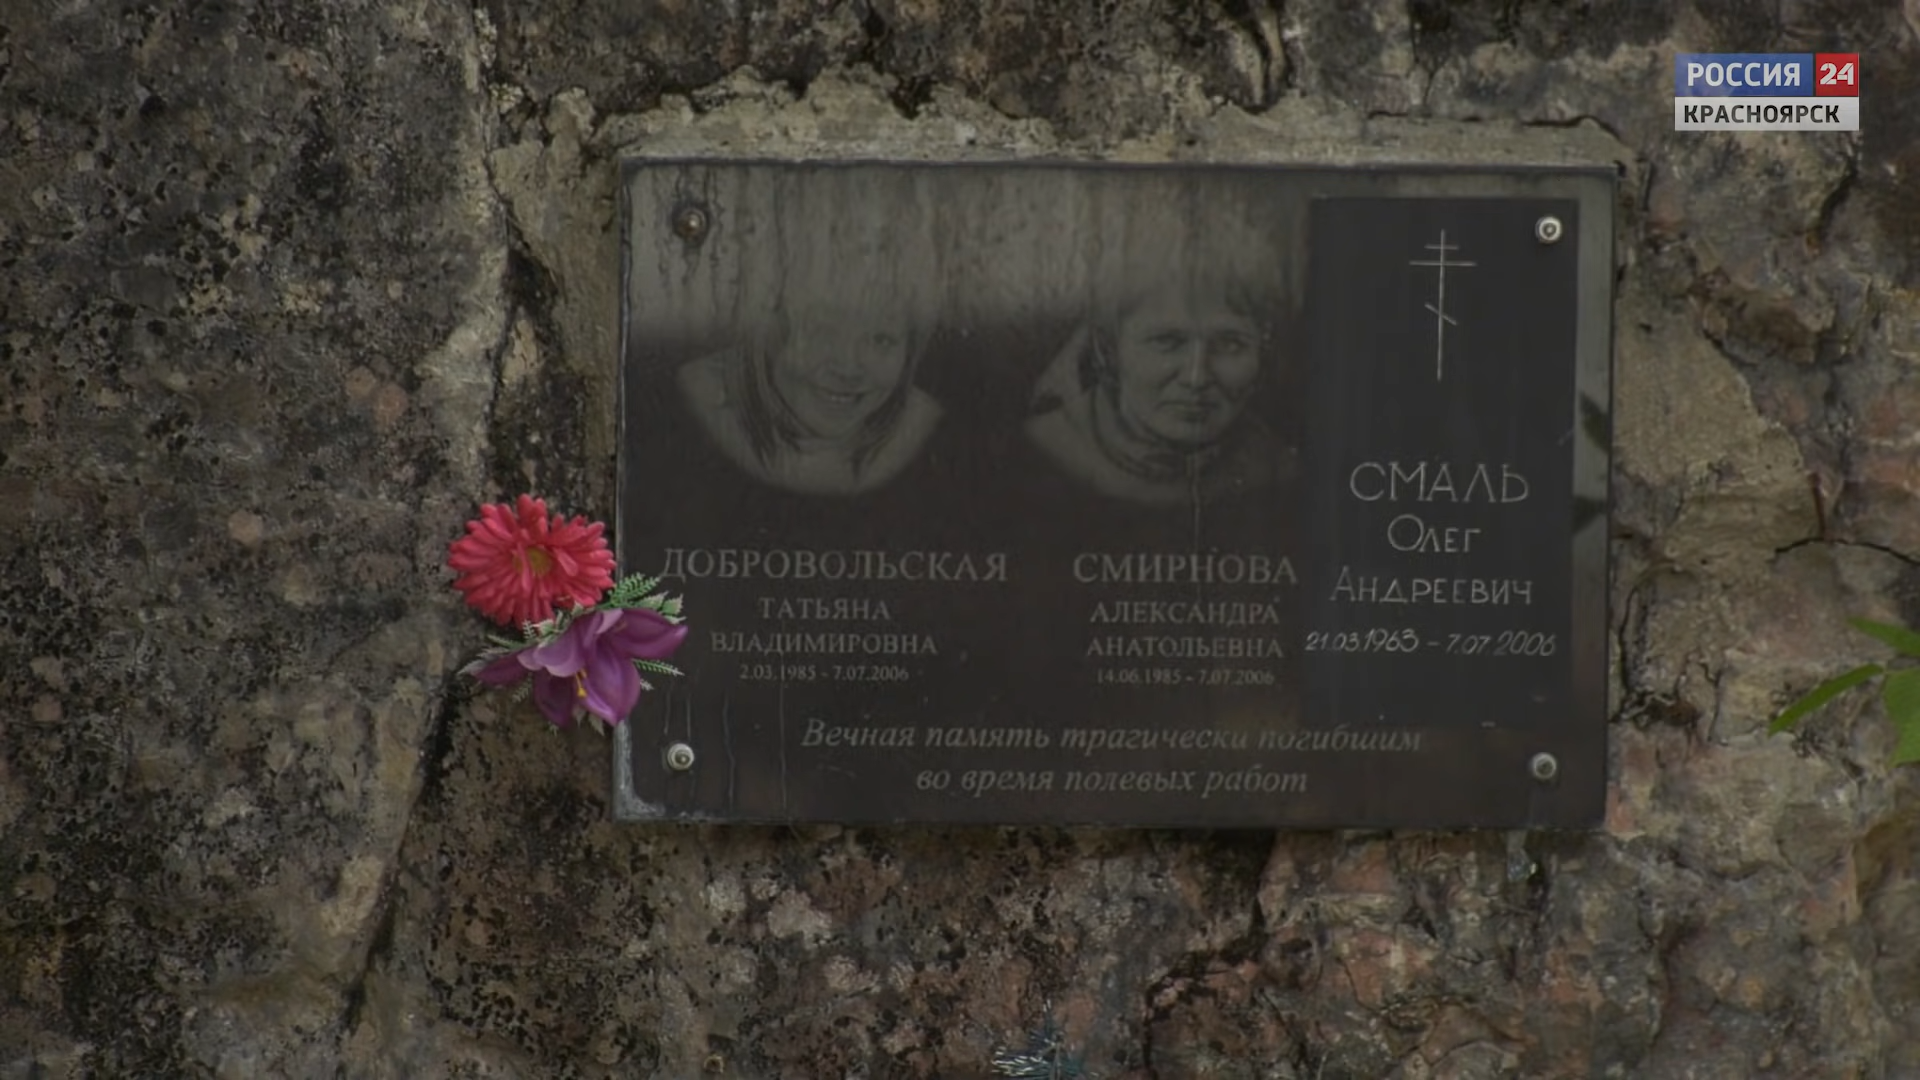 РОССИЯ 24
КРАСНОЯРСК
ДОБРОВОЛЬСКАЯ
ТАТЬЯНА
ВЛАДИМИРОВНА
2.03.1985 - 7.07.2006
СМИРНОВА
АЛЕКСАНДРА
АНАТОЛЬЕВНА
14.06.1985 - 7.07.2006
СМАЛЬ
Олег
Андреевич
21.03.1963 - 7.07.2006
Вечная память трагически погибшим
во время полевых работ